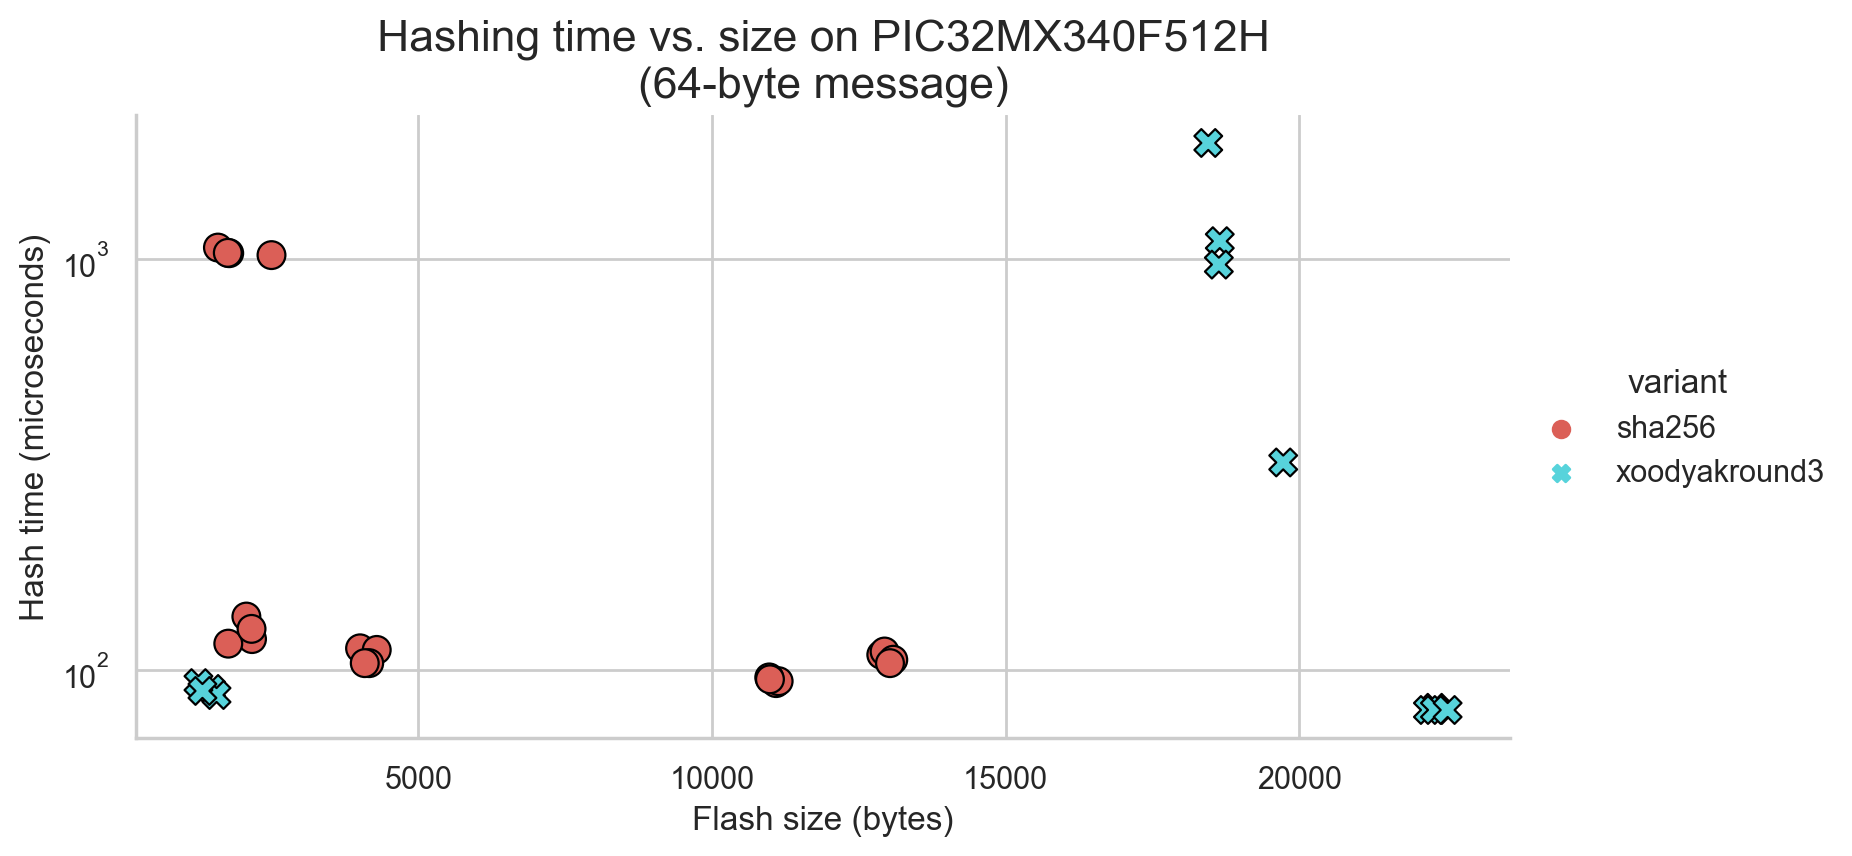 Hashing time vs. size on PIC32MX340F512H
(64-byte message)
Hash time (microseconds)
10³
10²
5000
10000
15000
20000
Flash size (bytes)
variant
sha256
xoodyakround3